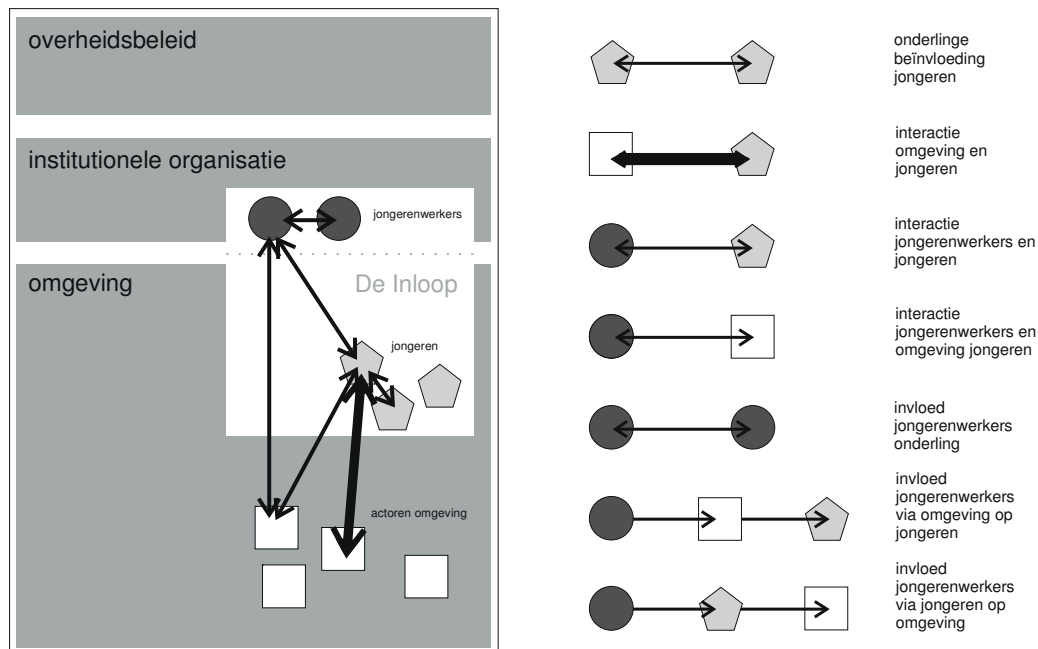 overheidsbeleid
institutionele organisatie
jongerenwerkers
omgeving
De Inloop
jongeren
actoren omgeving
onderlinge
beïnvloeding
jongeren
interactie
omgeving en
jongeren
interactie
jongerenwerkers en
jongeren
interactie
jongerenwerkers en
omgeving jongeren
invloed
jongerenwerkers
onderling
invloed
jongerenwerkers
via omgeving op
jongeren
invloed
jongerenwerkers
via jongeren op
omgeving